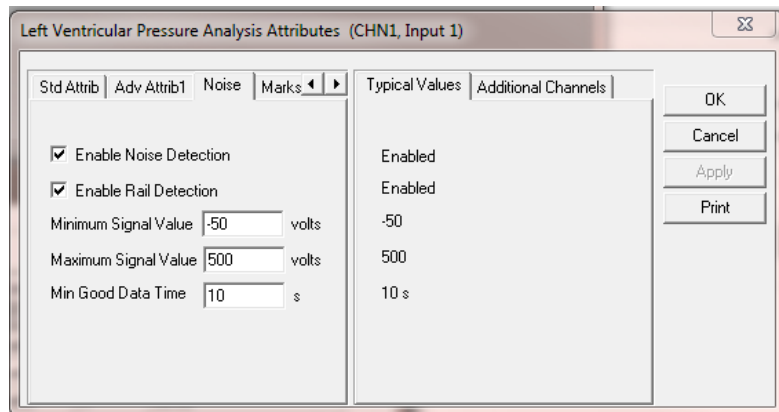 Left Ventricular Pressure Analysis Attributes (CHN1, Input 1)
Std Attrib Adv Attrib1 Noise Marks
Enable Noise Detection
Enable Rail Detection
Minimum Signal Value -50 volts
Maximum Signal Value 500 volts
Min Good Data Time 10 s
Typical Values Additional Channels
Enabled
Enabled
-50
500
10 s
OK
Cancel
Apply
Print